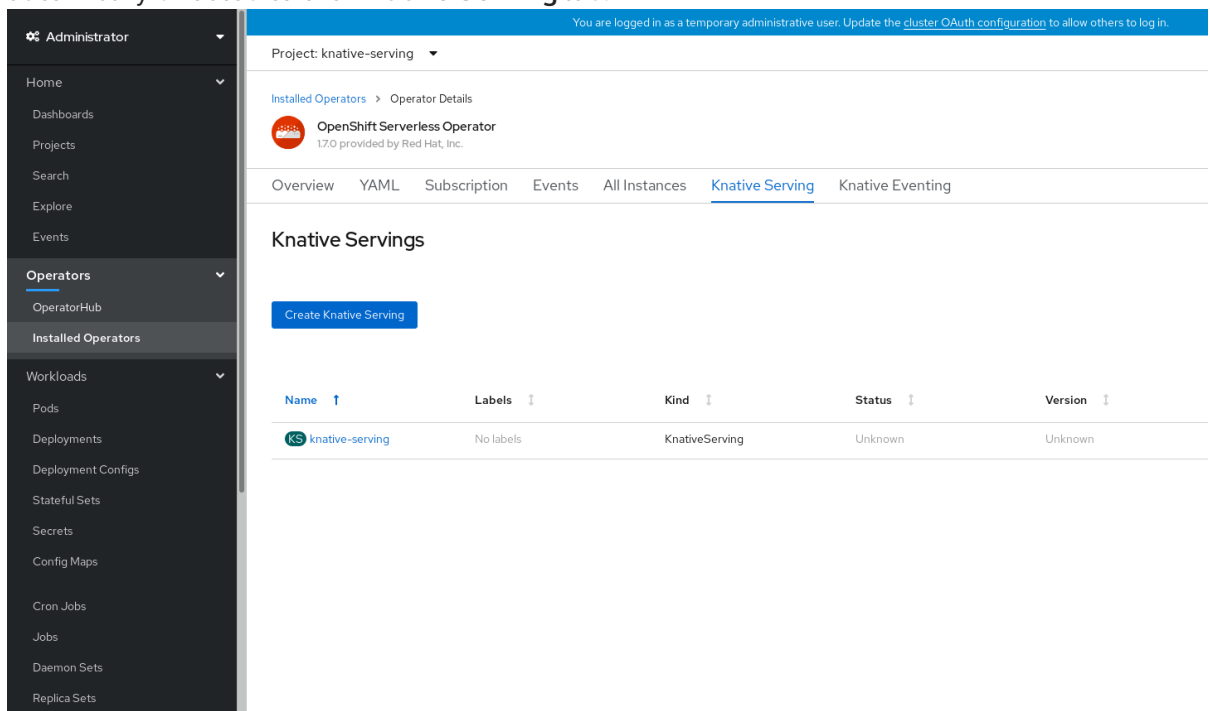 You are logged in as a temporary administrative user. Update the cluster OAuth configuration to allow others to log in.
Administrator
Project: knative-serving
Home
Dashboards
Projects
Search
Explore
Events
Operators
OperatorHub
Installed Operators
Workloads
Pods
Deployments
Deployment Configs
Stateful Sets
Secrets
Config Maps
Cron Jobs
Jobs
Daemon Sets
Replica Sets
Installed Operators > Operator Details
OpenShift Serverless Operator
1.7.0 provided by Red Hat, Inc.
Overview YAML Subscription Events All Instances Knative Serving Knative Eventing
Knative Servings
Create Knative Serving
Name Labels Kind Status Version
KS knative-serving No labels KnativeServing Unknown Unknown